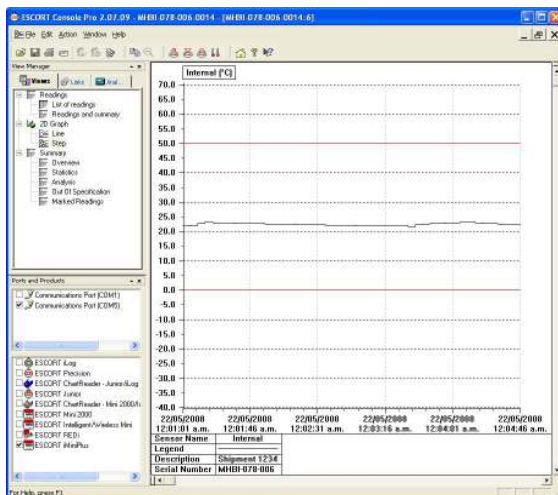 ESCORT Console Pro 2.07.09 - MHBI-078-006.0014 - [MHBI-078-006.0014:6]
File Edit Action Window Help
View Manager
Views Links Anal...
Readings
List of readings
Readings and summary
2D Graph
Line
Step
Summary
Overview
Statistics
Analysis
Out Of Specification
Marked Readings
Ports and Products
Communications Port (COM1)
Communications Port (COM5)
ESCORT iLog
ESCORT Precision
ESCORT ChartReader - Junior/iLog
ESCORT Junior
ESCORT ChartReader - Mini 2000/
ESCORT Mini 2000
ESCORT Intelligent/Wireless Mini
ESCORT REDi
ESCORT iMiniPlus
Internal (°C)
70.0
65.0
60.0
55.0
50.0
45.0
40.0
35.0
30.0
25.0
20.0
15.0
10.0
5.0
0.0
-5.0
-10.0
-15.0
-20.0
-25.0
-30.0
-35.0
-40.0
22/05/2008 22/05/2008 22/05/2008 22/05/2008 22/05/2008 22/05/2008
12:01:01 a.m. 12:01:46 a.m. 12:02:31 a.m. 12:03:16 a.m. 12:04:01 a.m. 12:04:46 a.m.
Sensor Name Internal
Legend
Description Shipment 1234
Serial Number MHBI-078-006
For Help, press F1